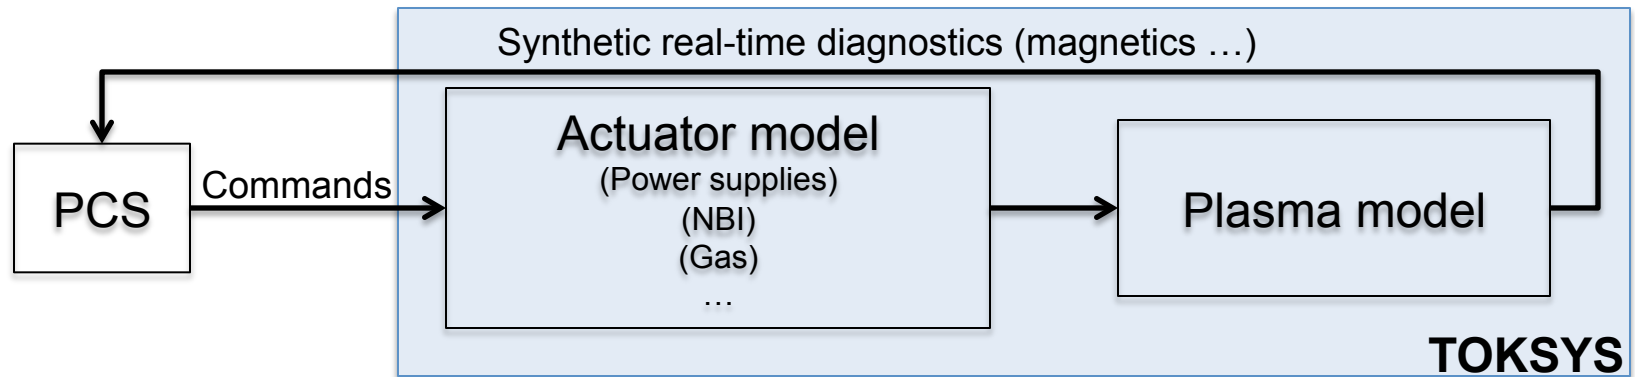 Synthetic real-time diagnostics (magnetics …)
PCS
Commands
Actuator model
(Power supplies)
(NBI)
(Gas)
…
Plasma model
TOKSYS